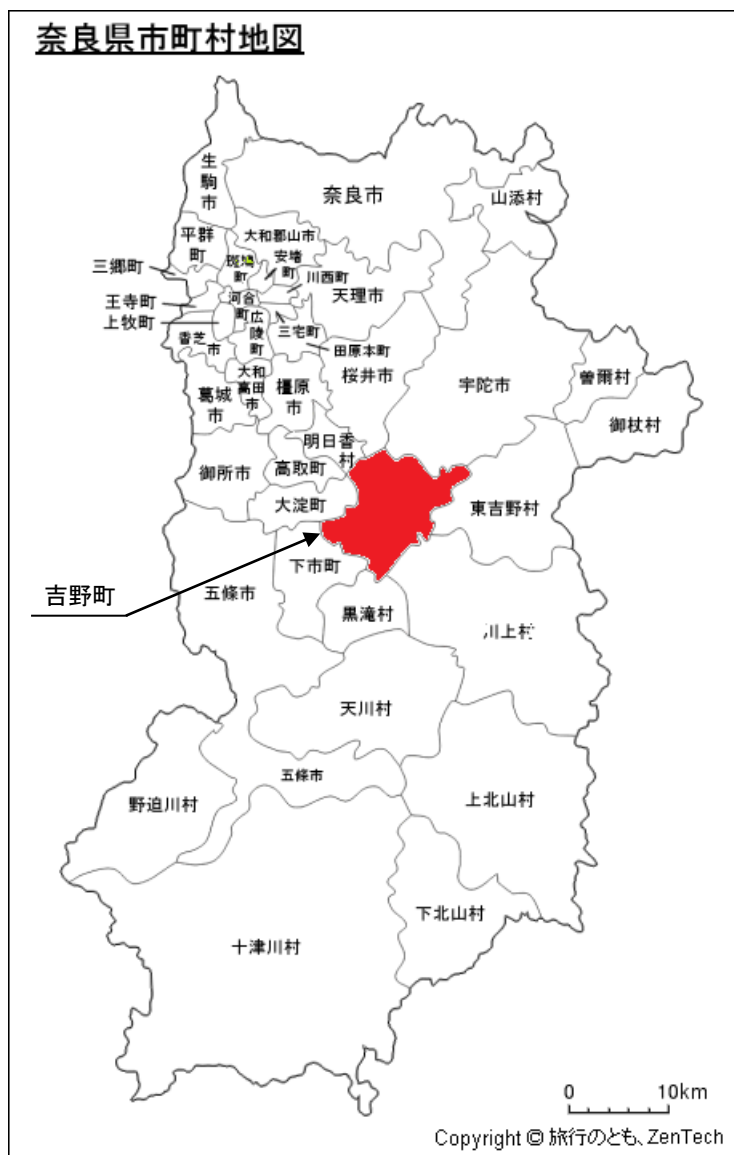 奈良県市町村地図
生駒市
奈良市
山添村
平群町
大和郡山市
斑鳩町
安堵町
三郷町
川西町
天理市
王寺町
河合町
上牧町
広陵町
三宅町
香芝市
田原本町
桜井市
宇陀市
曽爾村
大和高田市
橿原市
葛城市
御杖村
明日香村
御所市
高取町
大淀町
東吉野村
下市町
吉野町
五條市
黒滝村
川上村
天川村
五條市
野迫川村
上北山村
下北山村
十津川村
0 10km
Copyright © 旅行のとも、ZenTech